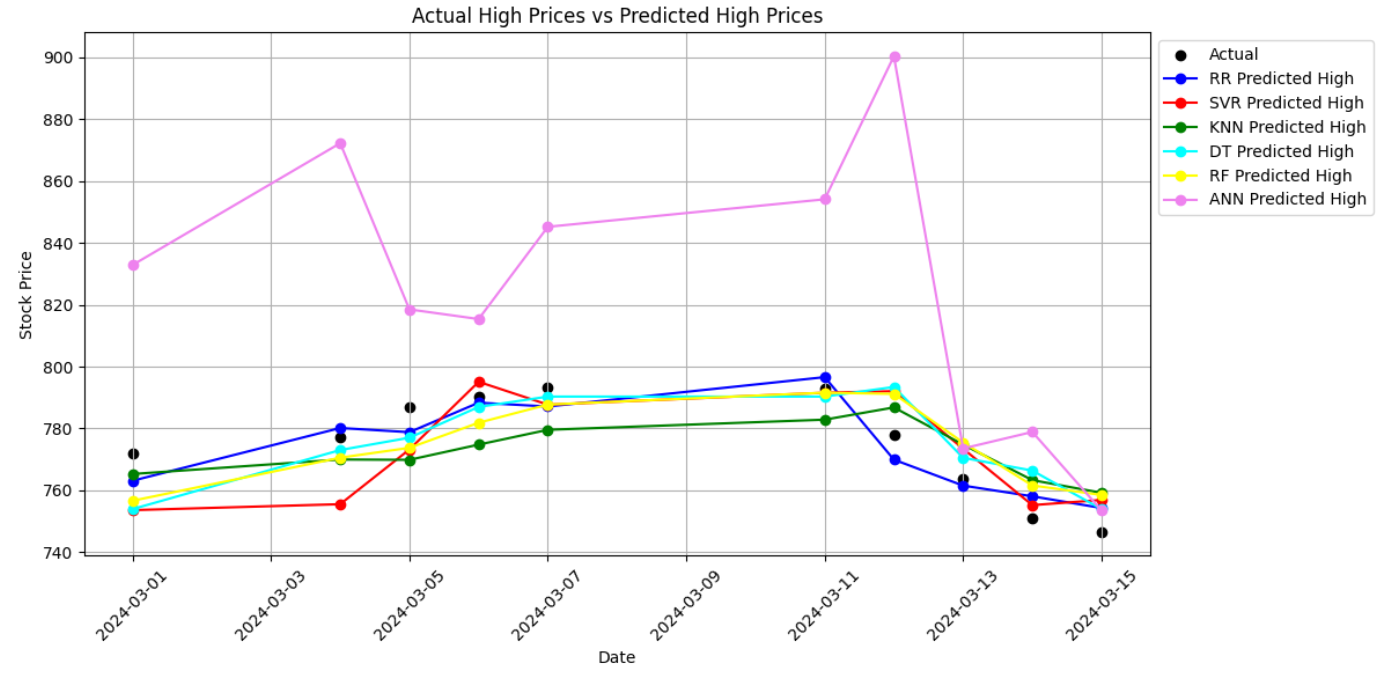 Actual High Prices vs Predicted High Prices
900
880
860
840
820
800
780
760
740
Stock Price
2024-03-01
2024-03-03
2024-03-05
2024-03-07
2024-03-09
2024-03-11
2024-03-13
2024-03-15
Date
Actual
RR Predicted High
SVR Predicted High
KNN Predicted High
DT Predicted High
RF Predicted High
ANN Predicted High